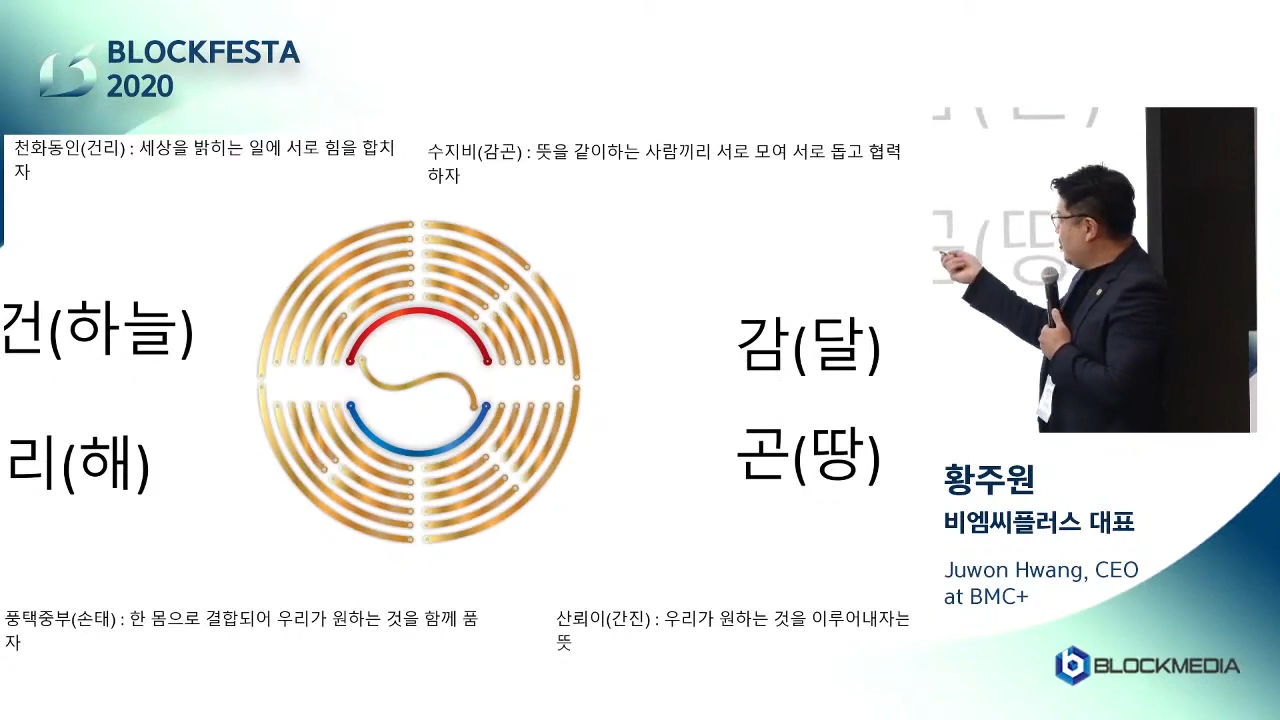 BLOCKFESTA
2020
천화동인(건리) : 세상을 밝히는 일에 서로 힘을 합치
자
수지비(감곤) : 뜻을 같이하는 사람끼리 서로 모여 서로 돕고 협력
하자
건(하늘)
리(해)
감(달)
곤(땅)
풍택중부(손태) : 한 몸으로 결합되어 우리가 원하는 것을 함께 품
자
산뢰이(간진) : 우리가 원하는 것을 이루어내자는
뜻
곤(땅
황주원
비엠씨플러스 대표
Juwon Hwang, CEO
at BMC+
BLOCKMEDIA